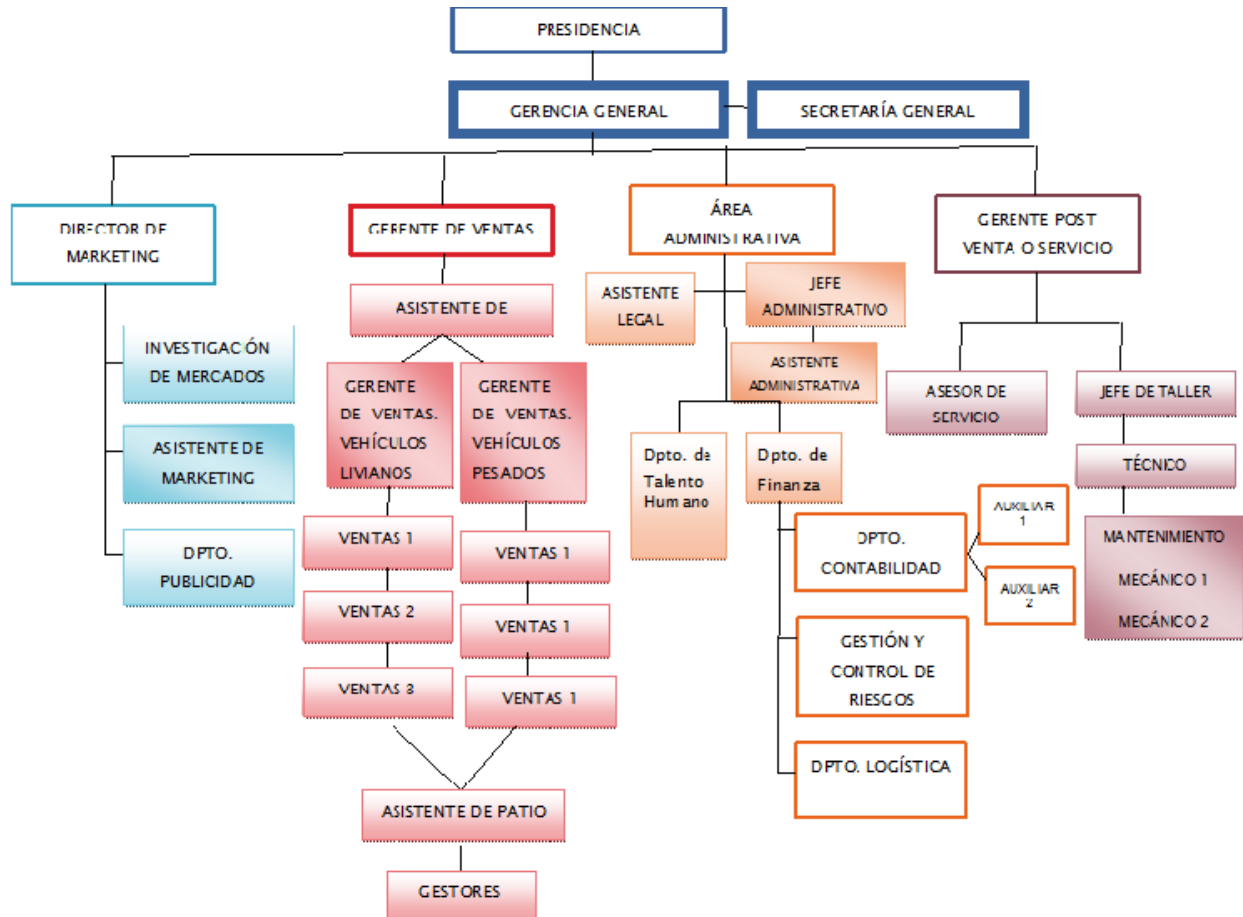 PRESIDENCIA
GERENCIA GENERAL
SECRETARÍA GENERAL
DIRECTOR DE
MARKETING
INVESTIGACIÓN
DE MERCADOS
ASISTENTE DE
MARKETING
DPTO.
PUBLICIDAD
GERENTE DE VENTAS
ASISTENTE DE
GERENTE
DE VENTAS.
VEHÍCULOS
LIVIANOS
VENTAS 1
VENTAS 2
VENTAS 3
GERENTE
DE VENTAS.
VEHÍCULOS
PESADOS
VENTAS 1
VENTAS 1
VENTAS 1
ASISTENTE DE PATIO
GESTORES
ÁREA
ADMINISTRATIVA
ASISTENTE
LEGAL
JEFE
ADMINISTRATIVO
ASISTENTE
ADMINISTRATIVA
Dpto. de
Talento
Humano
Dpto. de
Finanza
DPTO.
CONTABILIDAD
AUXILIAR
1
AUXILIAR
2
GESTIÓN Y
CONTROL DE
RIESGOS
DPTO. LOGÍSTICA
GERENTE POST
VENTA O SERVICIO
ASESOR DE
SERVICIO
JEFE DE TALLER
TÉCNICO
MANTENIMIENTO
MECÁNICO 1
MECÁNICO 2